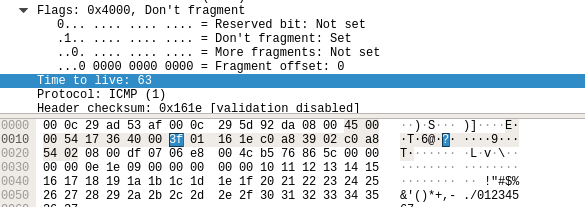 Flags: 0x4000, Don't fragment
0... .... .... .... = Reserved bit: Not set
.1.. .... .... .... = Don't fragment: Set
..0. .... .... .... = More fragments: Not set
...0 0000 0000 0000 = Fragment offset: 0
Time to live: 63
Protocol: ICMP (1)
Header checksum: 0x161e [validation disabled]
0000 00 0c 29 ad 53 af 00 0c 29 5d 92 da 08 00 45 00 ··)·S··· )]····E·
0010 00 54 17 36 40 00 3f 01 16 1e c0 a8 39 02 c0 a8 ·T·6@·?· ····9···
0020 54 02 08 00 df 07 06 e8 00 4c b5 76 86 5c 00 00 T······· ·L·v·\··
0030 00 00 0e 1e 09 00 00 00 00 00 10 11 12 13 14 15 ········ ········
0040 16 17 18 19 1a 1b 1c 1d 1e 1f 20 21 22 23 24 25 ········ ·· !"#$%
0050 26 27 28 29 2a 2b 2c 2d 2e 2f 30 31 32 33 34 35 &'()*+,- ./012345